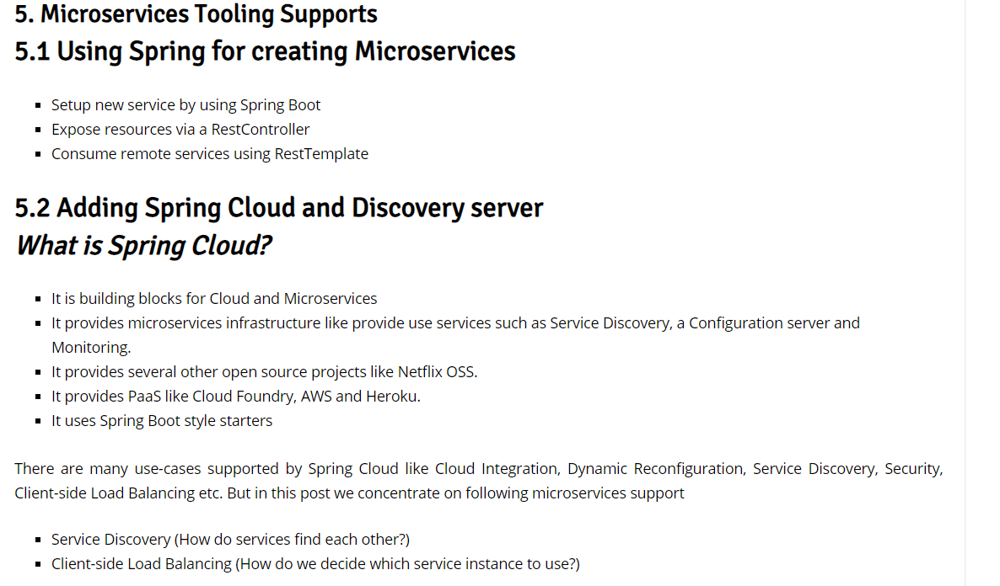 5. Microservices Tooling Supports
5.1 Using Spring for creating Microservices
▪ Setup new service by using Spring Boot
▪ Expose resources via a RestController
▪ Consume remote services using RestTemplate
5.2 Adding Spring Cloud and Discovery server
What is Spring Cloud?
▪ It is building blocks for Cloud and Microservices
▪ It provides microservices infrastructure like provide use services such as Service Discovery, a Configuration server and
Monitoring.
▪ It provides several other open source projects like Netflix OSS.
▪ It provides PaaS like Cloud Foundry, AWS and Heroku.
▪ It uses Spring Boot style starters
There are many use-cases supported by Spring Cloud like Cloud Integration, Dynamic Reconfiguration, Service Discovery, Security,
Client-side Load Balancing etc. But in this post we concentrate on following microservices support
▪ Service Discovery (How do services find each other?)
▪ Client-side Load Balancing (How do we decide which service instance to use?)